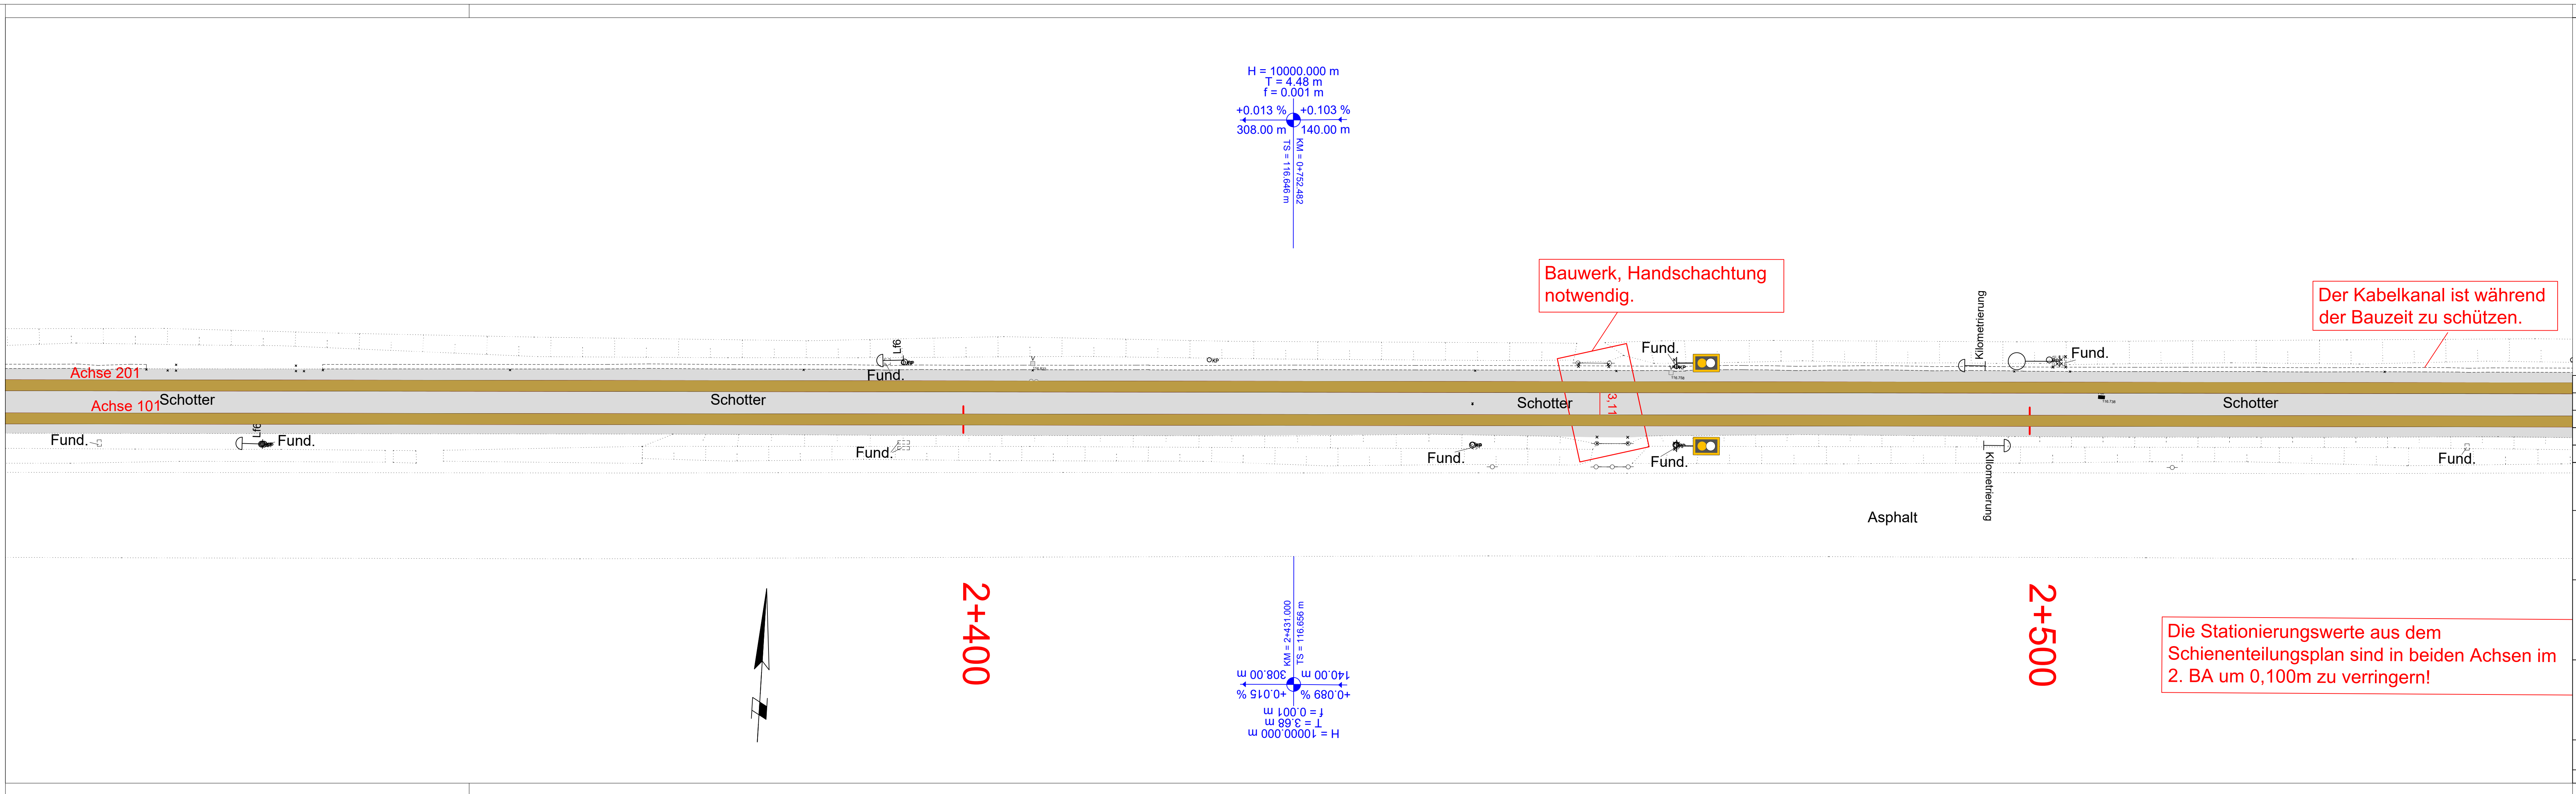 H = 10000.000 m
T = 4.48 m
f = 0.001 m
+0.013 % +0.103 %
308.00 m 140.00 m
KM = 0+752.482
TS = 116.646 m
Bauwerk, Handschachtung
notwendig.
Der Kabelkanal ist während
der Bauzeit zu schützen.
Kilometrierung
Lf6
Fund.
Fund.
Fund.
KP
Achse 201
Achse 101
Schotter
Schotter
Schotter
Schotter
3,11
Lf6
Fund.
Fund.
Fund.
Fund.
Fund.
Fund.
Kilometrierung
Asphalt
2+400
2+500
KM = 2+431.000
TS = 116.656 m
140.00 m 308.00 m
+0.089 % +0.015 %
f = 0.001 m
T = 3.68 m
H = 10000.000 m
Die Stationierungswerte aus dem
Schienenteilungsplan sind in beiden Achsen im
2. BA um 0,100m zu verringern!